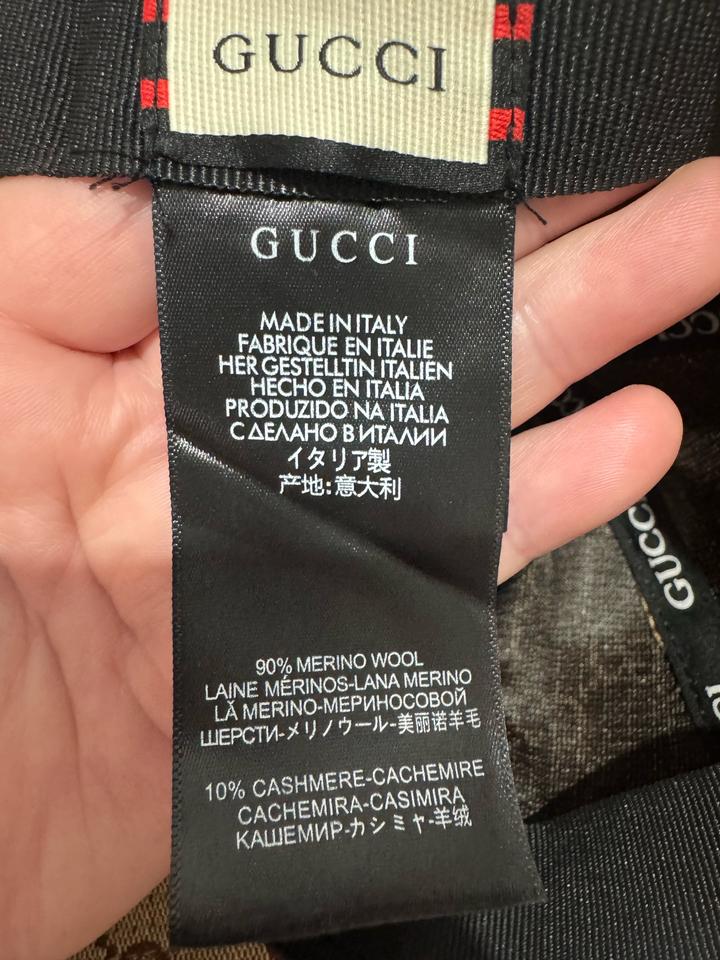 GUCCI
GUCCI
MADE IN ITALY
FABRIQUE EN ITALIE
HER GESTELLTIN ITALIEN
HECHO EN ITALIA
PRODUZIDO NA ITALIA
СДЕЛАНО В ИТАЛИИ
イタリア製
产地:意大利
90% MERINO WOOL
LAINE MÉRINOS-LANA MERINO
LÃ MERINO-МЕРИНОСОВОЙ
ШЕРСТИ-メリノウール-美丽诺羊毛
10% CASHMERE-CACHEMIRE
CACHEMIRA-CASIMIRA
КАШЕМИР-カシミヤ-羊绒
GUCCI